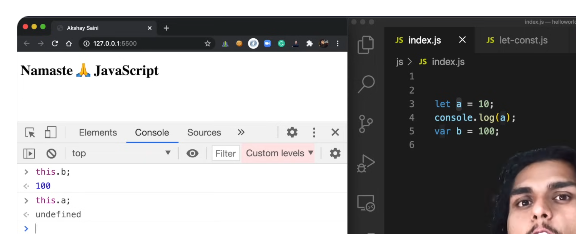 Akshay Saini
127.0.0.1:5500
Namaste 🙏 JavaScript
Elements Console Sources »
top Filter Custom levels
> this.b;
< 100
> this.a;
< undefined
>
index.js —
JS index.js JS let-const.js
js > JS index.js
1
2
3 let a = 10;
4 console.log(a);
5 var b = 100;
6